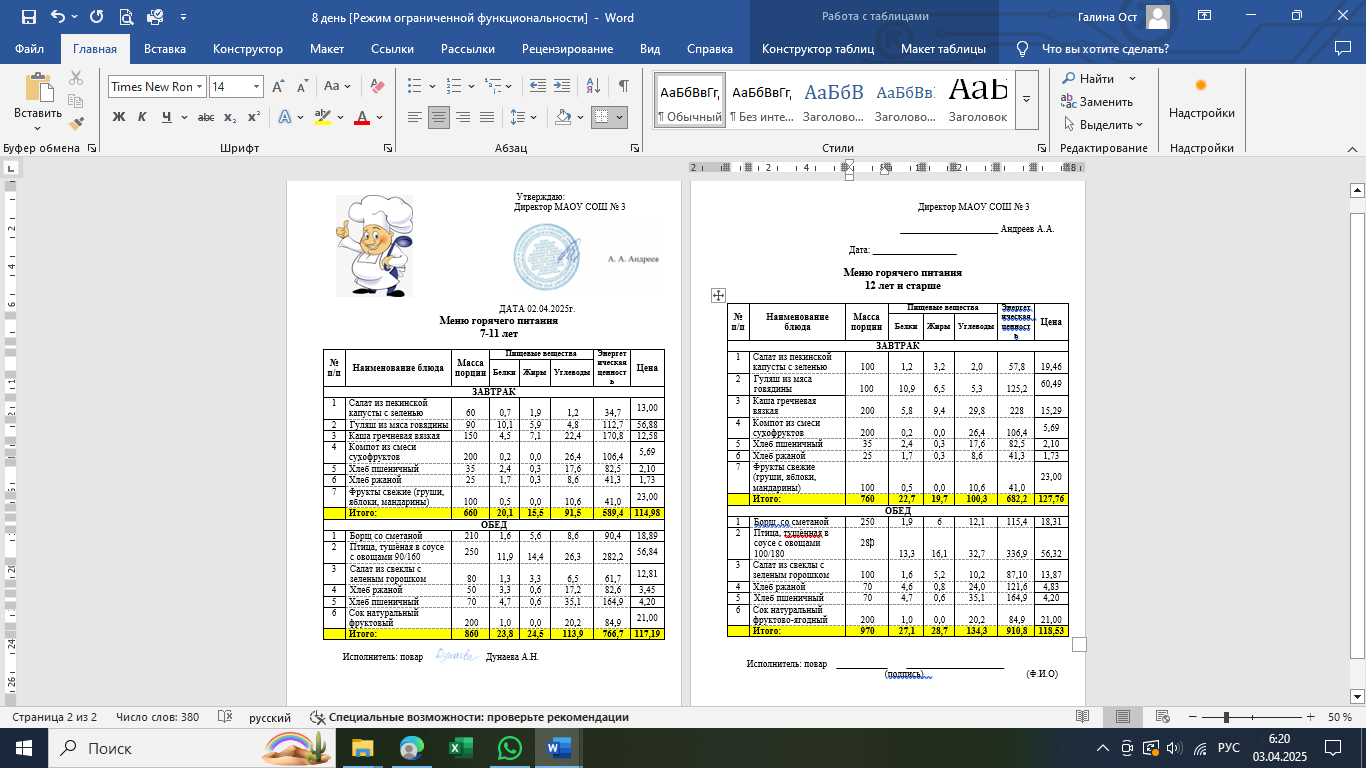 8 день [Режим ограниченной функциональности] - Word
Работа с таблицами
Галина Ост
Файл Главная Вставка Конструктор Макет Ссылки Рассылки Рецензирование Вид Справка Конструктор таблиц Макет таблицы Что вы хотите сделать?
Вставить
Буфер обмена
Times New Ron 14
Ж К Ч abc x₂ x²
Шрифт
Абзац
АаБбВвГг, АаБбВвГг, АаБбВ АаБбВв: АаБ
¶ Обычный ¶ Без инте... Заголово... Заголово... Заголовок
Стили
Найти
Заменить
Выделить
Редактирование
Надстройки
Надстройки
Утверждаю:
Директор МАОУ СОШ № 3
А. А. Андреев
ДАТА 02.04.2025г.
Меню горячего питания
7-11 лет
№ п/п Наименование блюда Масса порции Пищевые вещества Энергетическая ценность Цена
Белки Жиры Углеводы
ЗАВТРАК
1 Салат из пекинской капусты с зеленью 60 0,7 1,9 1,2 34,7 13,00
2 Гуляш из мяса говядины 90 10,1 5,9 4,8 112,7 56,88
3 Каша гречневая вязкая 150 4,5 7,1 22,4 170,8 12,58
4 Компот из смеси сухофруктов 200 0,2 0,0 26,4 106,4 5,69
5 Хлеб пшеничный 35 2,4 0,3 17,6 82,5 2,10
6 Хлеб ржаной 25 1,7 0,3 8,6 41,3 1,73
7 Фрукты свежие (груши, яблоки, мандарины) 100 0,5 0,0 10,6 41,0 23,00
Итого: 660 20,1 15,5 91,5 589,4 114,98
ОБЕД
1 Борщ со сметаной 210 1,6 5,6 8,6 90,4 18,89
2 Птица, тушёная в соусе с овощами 90/160 250 11,9 14,4 26,3 282,2 56,84
3 Салат из свеклы с зеленым горошком 80 1,3 3,3 6,5 61,7 12,81
4 Хлеб ржаной 50 3,3 0,6 17,2 82,6 3,45
5 Хлеб пшеничный 70 4,7 0,6 35,1 164,9 4,20
6 Сок натуральный фруктовый 200 1,0 0,0 20,2 84,9 21,00
Итого: 860 23,8 24,5 113,9 766,7 117,19
Исполнитель: повар Дунаева Дунаева А.Н.
Директор МАОУ СОШ № 3
Андреев А.А.
Дата:
Меню горячего питания
12 лет и старше
№ п/п Наименование блюда Масса порции Пищевые вещества Энергетическая ценность Цена
Белки Жиры Углеводы
ЗАВТРАК
1 Салат из пекинской капусты с зеленью 100 1,2 3,2 2,0 57,8 19,46
2 Гуляш из мяса говядины 100 10,9 6,5 5,3 125,2 60,49
3 Каша гречневая вязкая 200 5,8 9,4 29,8 228 15,29
4 Компот из смеси сухофруктов 200 0,2 0,0 26,4 106,4 5,69
5 Хлеб пшеничный 35 2,4 0,3 17,6 82,5 2,10
6 Хлеб ржаной 25 1,7 0,3 8,6 41,3 1,73
7 Фрукты свежие (груши, яблоки, мандарины) 100 0,5 0,0 10,6 41,0 23,00
Итого: 760 22,7 19,7 100,3 682,2 127,76
ОБЕД
1 Борщ со сметаной 250 1,9 6 12,1 115,4 18,31
2 Птица, тушённая в соусе с овощами 100/180 280 13,3 16,1 32,7 336,9 56,32
3 Салат из свеклы с зеленым горошком 100 1,6 5,2 10,2 87,10 13,87
4 Хлеб ржаной 70 4,6 0,8 24,0 121,6 4,83
5 Хлеб пшеничный 70 4,7 0,6 35,1 164,9 4,20
6 Сок натуральный фруктово-ягодный 200 1,0 0,0 20,2 84,9 21,00
Итого: 970 27,1 28,7 134,3 910,8 118,53
Исполнитель: повар
(подпись) (Ф.И.О)
Страница 2 из 2 Число слов: 380 русский Специальные возможности: проверьте рекомендации 50 %
Поиск
РУС
6:20
03.04.2025